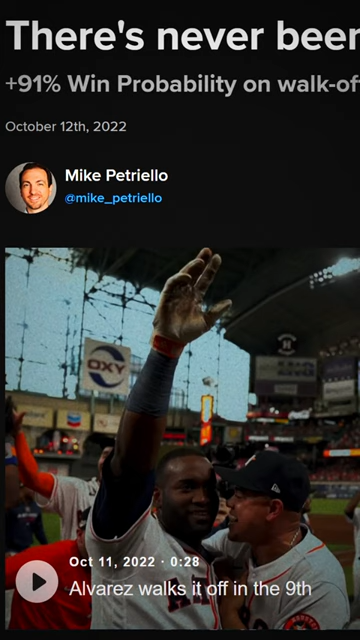 There's never beer
+91% Win Probability on walk-of
October 12th, 2022
Mike Petriello
@mike_petriello
OXY
Oct 11, 2022 · 0:28
Alvarez walks it off in the 9th